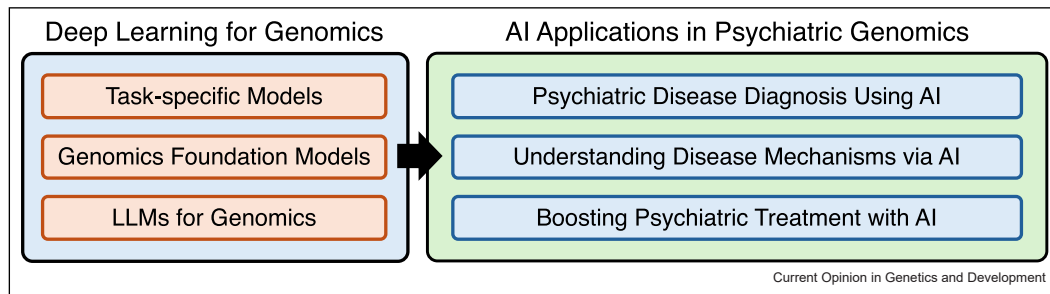 Deep Learning for Genomics
Task-specific Models
Genomics Foundation Models
LLMs for Genomics
AI Applications in Psychiatric Genomics
Psychiatric Disease Diagnosis Using AI
Understanding Disease Mechanisms via AI
Boosting Psychiatric Treatment with AI
Current Opinion in Genetics and Development